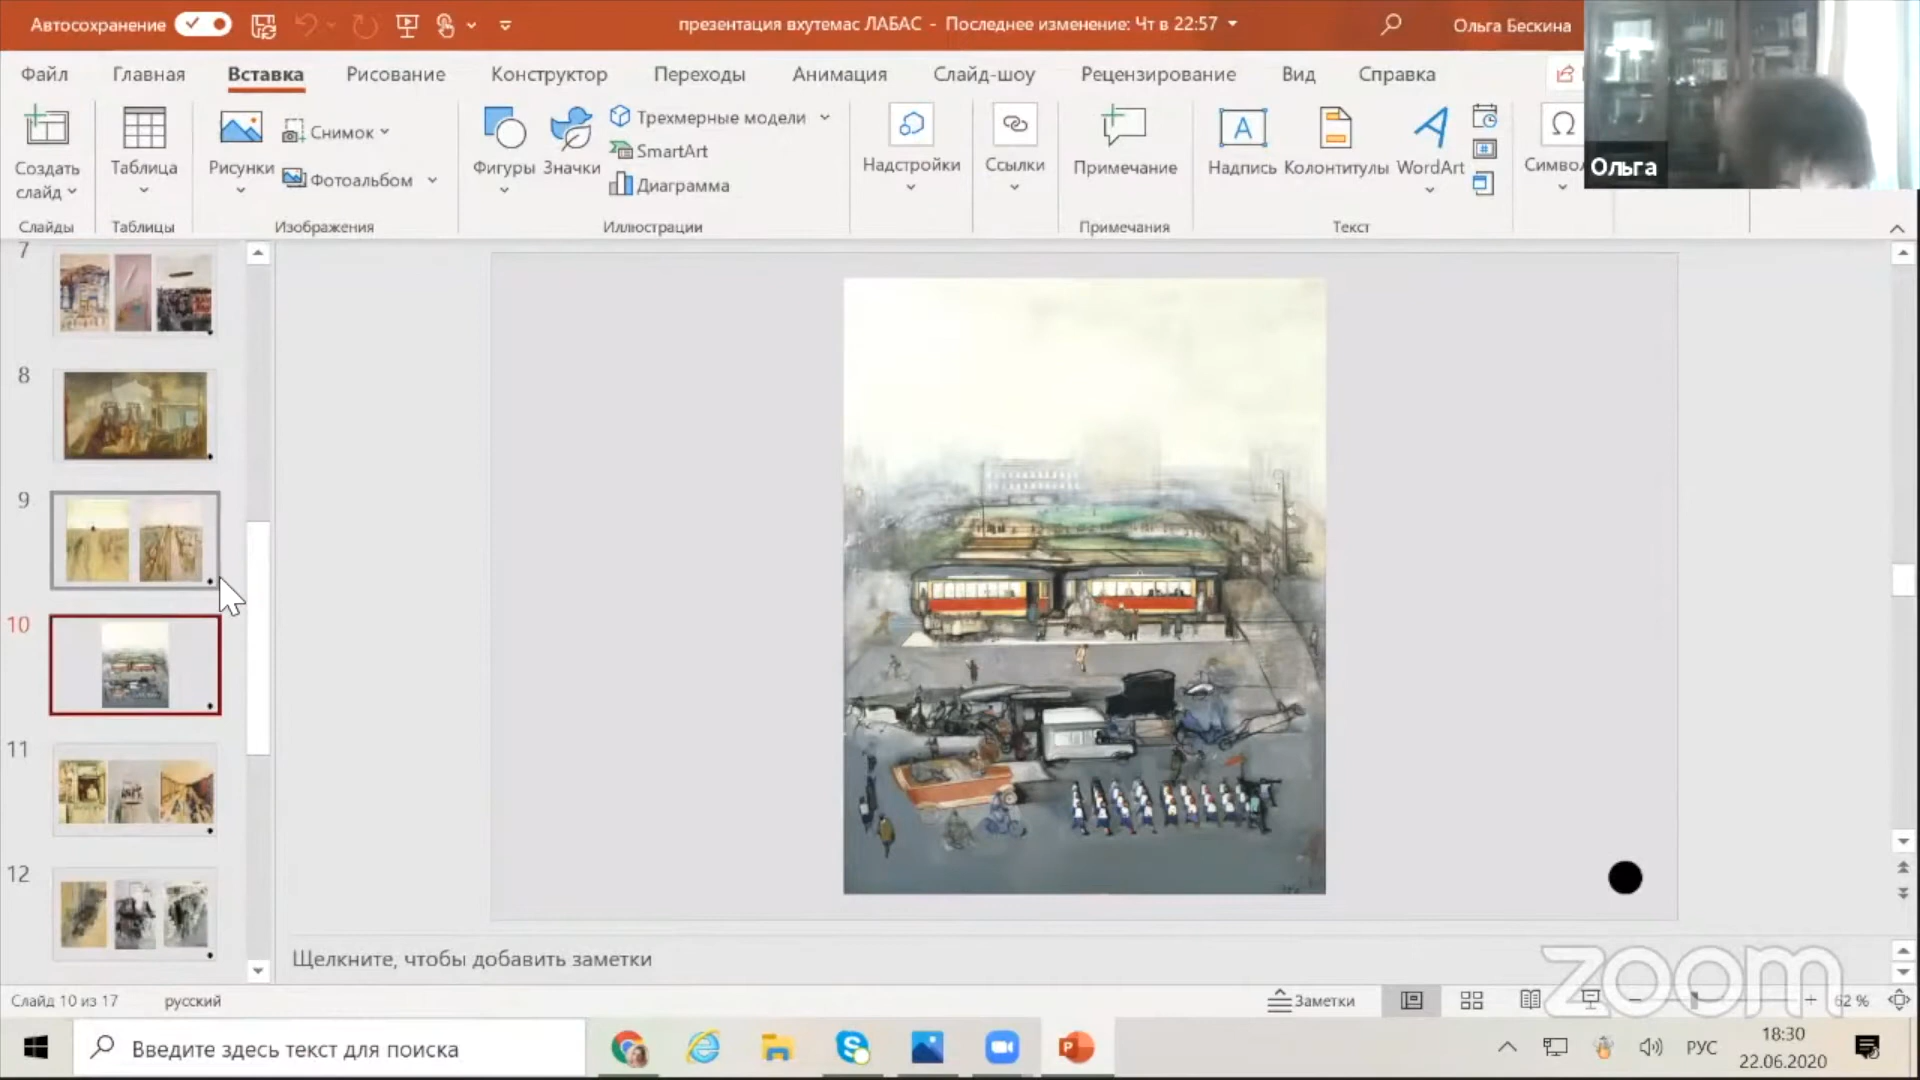 Автосохранение
презентация вхутемас ЛАБАС - Последнее изменение: Чт в 22:57
Ольга Бескина
Файл Главная Вставка Рисование Конструктор Переходы Анимация Слайд-шоу Рецензирование Вид Справка
Создать слайд
Таблица
Рисунки
Снимок
Фотоальбом
Фигуры
Значки
Трехмерные модели
SmartArt
Диаграмма
Надстройки
Ссылки
Примечание
Надпись
Колонтитулы
WordArt
Символ
Ольга
Слайды Таблицы Изображения Иллюстрации Примечания Текст
7
8
9
10
11
12
Щелкните, чтобы добавить заметки
Слайд 10 из 17 русский Заметки 62 %
zoom
Введите здесь текст для поиска
РУС
18:30
22.06.2020